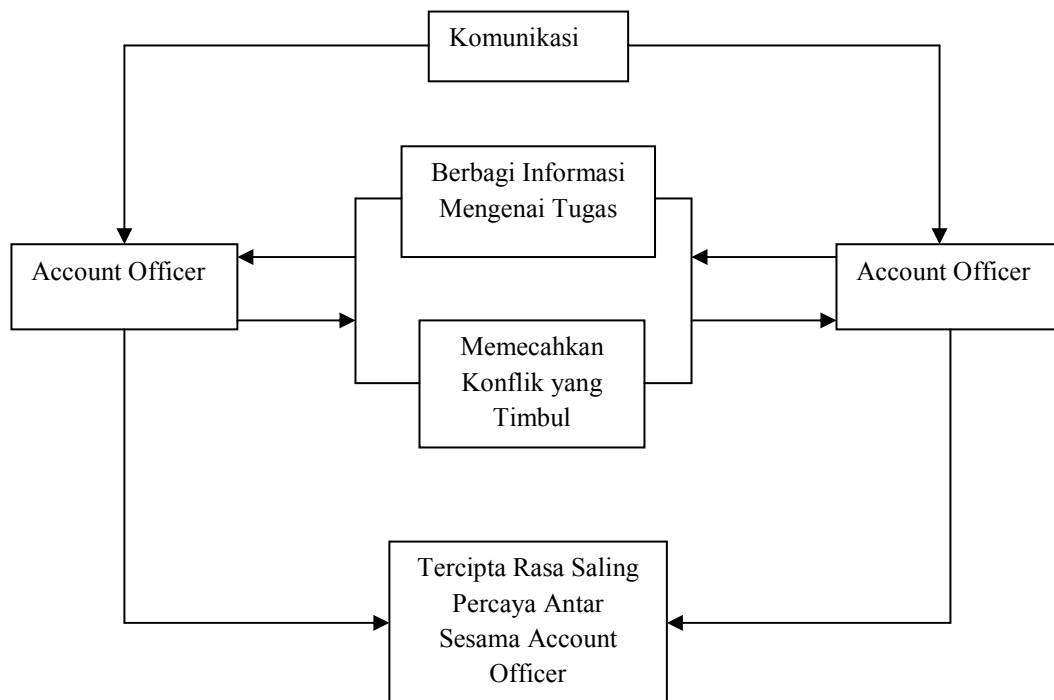 Komunikasi
Berbagi Informasi
Mengenai Tugas
Account Officer
Account Officer
Memecahkan
Konflik yang
Timbul
Tercipta Rasa Saling
Percaya Antar
Sesama Account
Officer